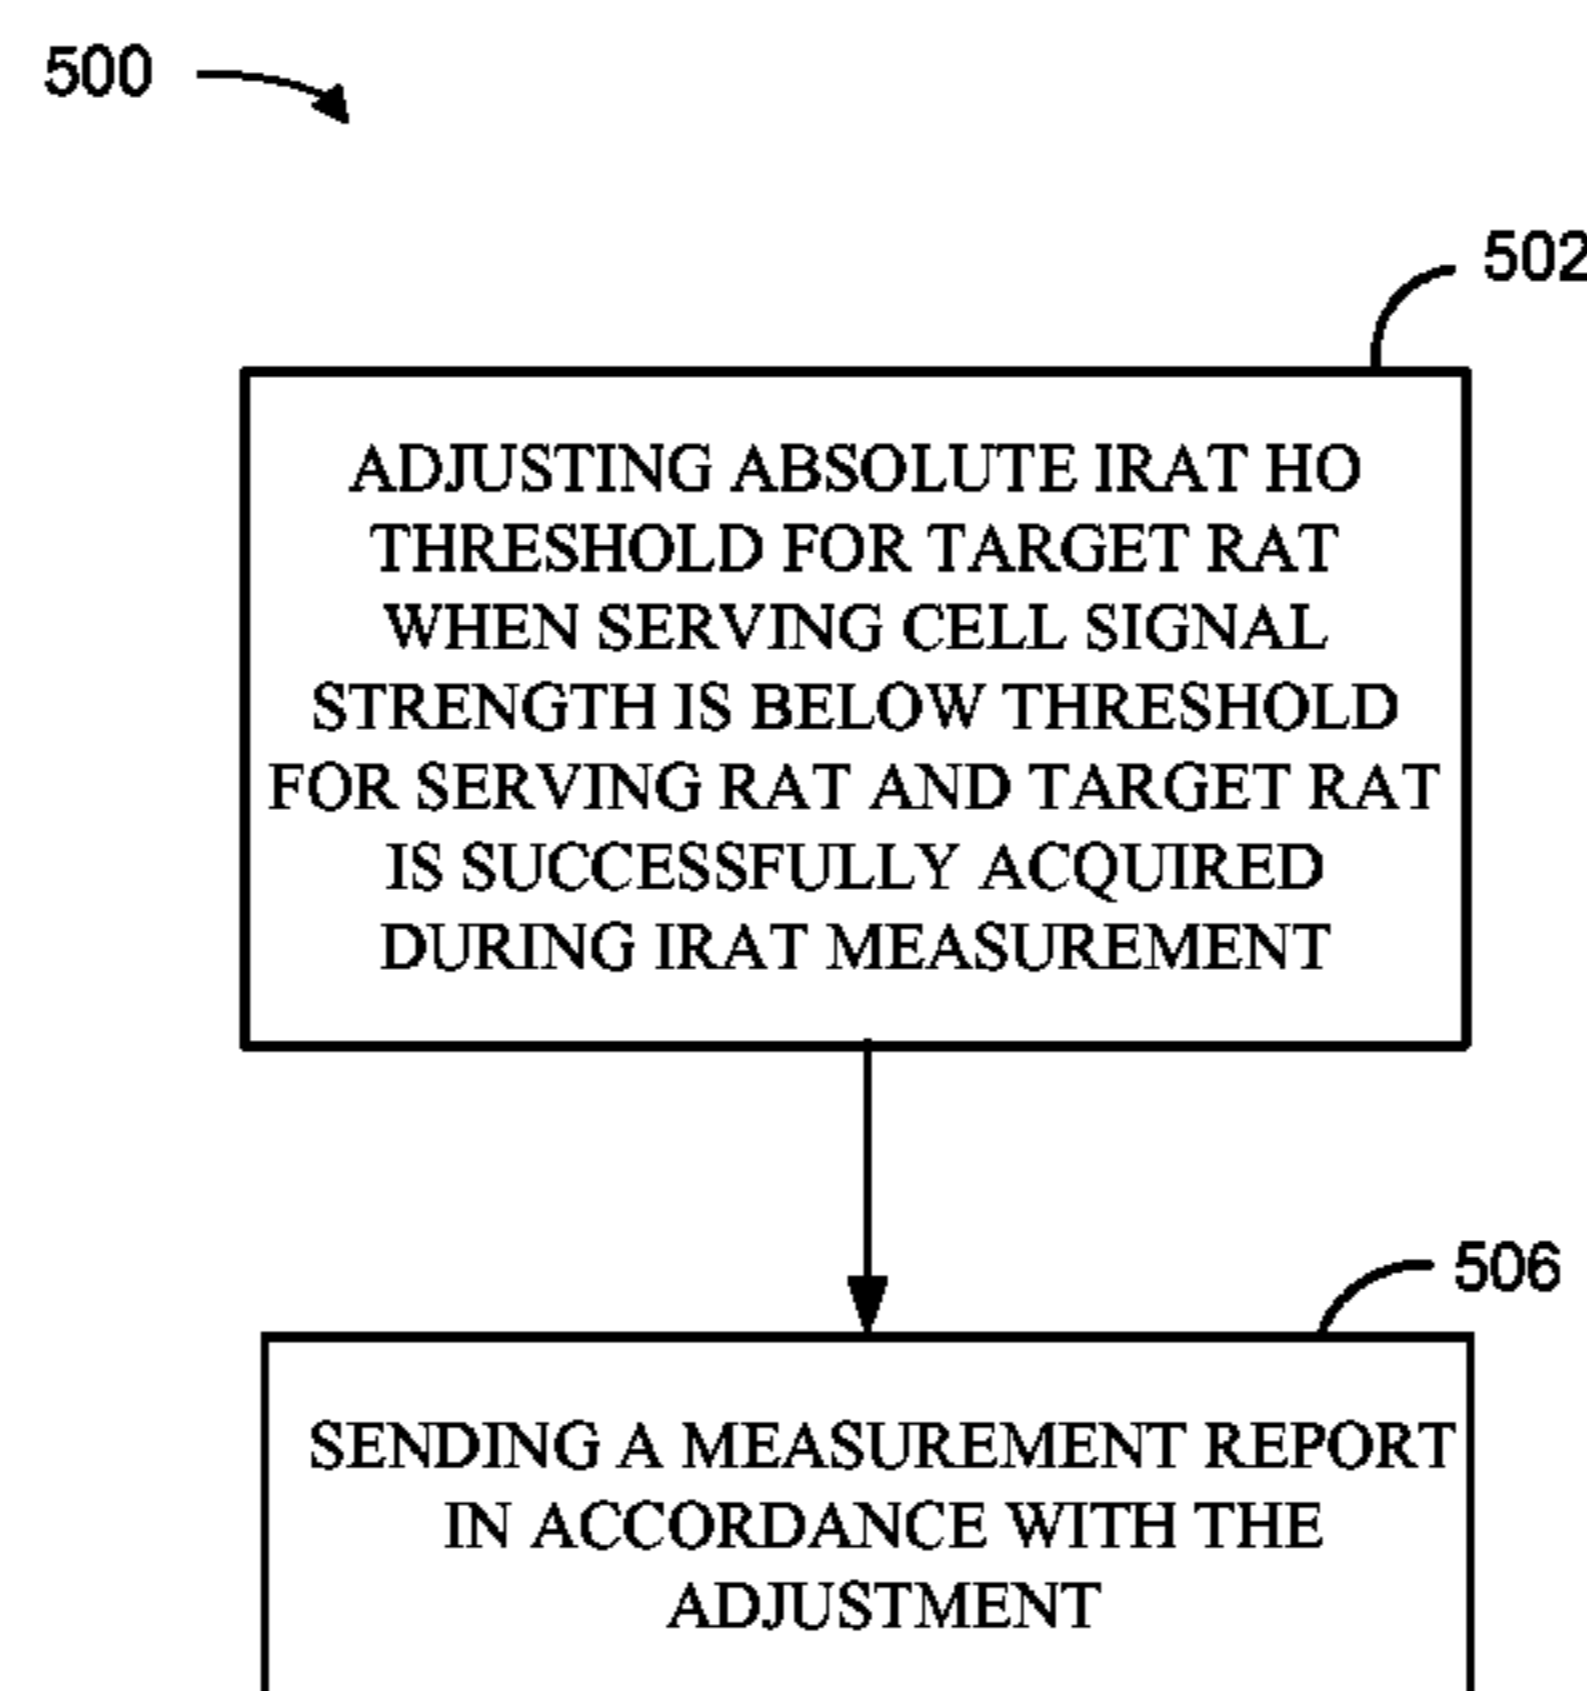 500
502
ADJUSTING ABSOLUTE IRAT HO
THRESHOLD FOR TARGET RAT
WHEN SERVING CELL SIGNAL
STRENGTH IS BELOW THRESHOLD
FOR SERVING RAT AND TARGET RAT
IS SUCCESSFULLY ACQUIRED
DURING IRAT MEASUREMENT
506
SENDING A MEASUREMENT REPORT
IN ACCORDANCE WITH THE
ADJUSTMENT